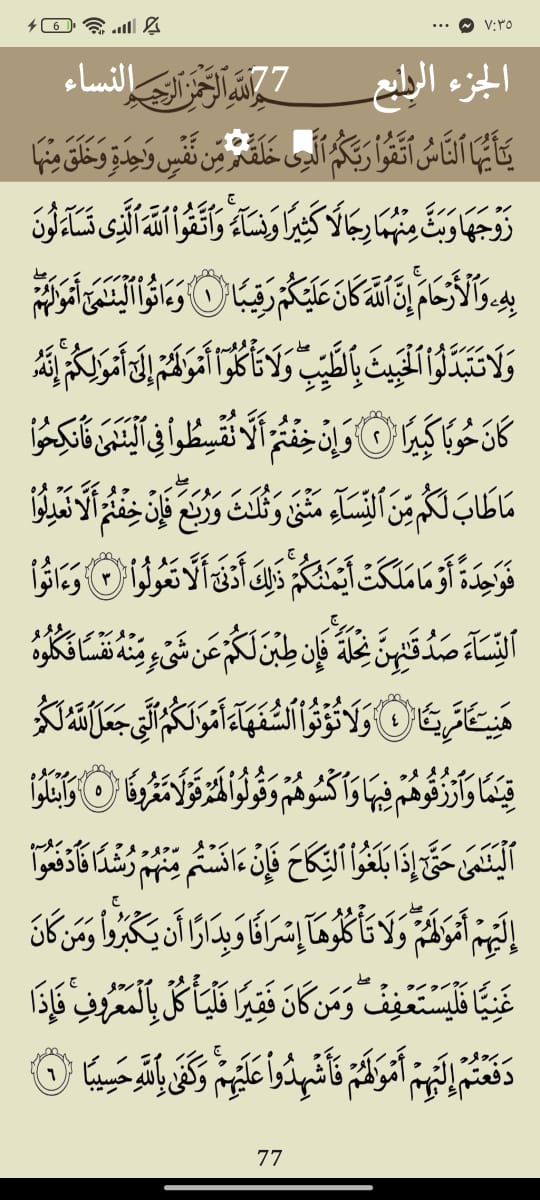 6 ٧:٣٥
الجزء الرابع 77 النساء
بِسْمِ ٱللَّهِ ٱلرَّحْمَٰنِ ٱلرَّحِيمِ
يَٰٓأَيُّهَا ٱلنَّاسُ ٱتَّقُوا۟ رَبَّكُمُ ٱلَّذِى خَلَقَكُم مِّن نَّفْسٍ وَٰحِدَةٍ وَخَلَقَ مِنْهَا
زَوْجَهَا وَبَثَّ مِنْهُمَا رِجَالًا كَثِيرًا وَنِسَآءً ۚ وَٱتَّقُوا۟ ٱللَّهَ ٱلَّذِى تَسَآءَلُونَ
بِهِۦ وَٱلْأَرْحَامَ ۚ إِنَّ ٱللَّهَ كَانَ عَلَيْكُمْ رَقِيبًا ١ وَءَاتُوا۟ ٱلْيَتَٰمَىٰٓ أَمْوَٰلَهُمْ ۖ
وَلَا تَتَبَدَّلُوا۟ ٱلْخَبِيثَ بِٱلطَّيِّبِ ۖ وَلَا تَأْكُلُوٓا۟ أَمْوَٰلَهُمْ إِلَىٰٓ أَمْوَٰلِكُمْ ۚ إِنَّهُۥ
كَانَ حُوبًا كَبِيرًا ٢ وَإِنْ خِفْتُمْ أَلَّا تُقْسِطُوا۟ فِى ٱلْيَتَٰمَىٰ فَٱنكِحُوا۟
مَا طَابَ لَكُم مِّنَ ٱلنِّسَآءِ مَثْنَىٰ وَثُلَٰثَ وَرُبَٰعَ ۖ فَإِنْ خِفْتُمْ أَلَّا تَعْدِلُوا۟
فَوَٰحِدَةً أَوْ مَا مَلَكَتْ أَيْمَٰنُكُمْ ۚ ذَٰلِكَ أَدْنَىٰٓ أَلَّا تَعُولُوا۟ ٣ وَءَاتُوا۟
ٱلنِّسَآءَ صَدُقَٰتِهِنَّ نِحْلَةً ۚ فَإِن طِبْنَ لَكُمْ عَن شَىْءٍ مِّنْهُ نَفْسًا فَكُلُوهُ
هَنِيٓـًٔا مَّرِيٓـًٔا ٤ وَلَا تُؤْتُوا۟ ٱلسُّفَهَآءَ أَمْوَٰلَكُمُ ٱلَّتِى جَعَلَ ٱللَّهُ لَكُمْ
قِيَٰمًا وَٱرْزُقُوهُمْ فِيهَا وَٱكْسُوهُمْ وَقُولُوا۟ لَهُمْ قَوْلًا مَّعْرُوفًا ٥ وَٱبْتَلُوا۟
ٱلْيَتَٰمَىٰ حَتَّىٰٓ إِذَا بَلَغُوا۟ ٱلنِّكَاحَ فَإِنْ ءَانَسْتُم مِّنْهُمْ رُشْدًا فَٱدْفَعُوٓا۟
إِلَيْهِمْ أَمْوَٰلَهُمْ ۖ وَلَا تَأْكُلُوهَآ إِسْرَافًا وَبِدَارًا أَن يَكْبَرُوا۟ ۚ وَمَن كَانَ
غَنِيًّا فَلْيَسْتَعْفِفْ ۖ وَمَن كَانَ فَقِيرًا فَلْيَأْكُلْ بِٱلْمَعْرُوفِ ۚ فَإِذَا
دَفَعْتُمْ إِلَيْهِمْ أَمْوَٰلَهُمْ فَأَشْهِدُوا۟ عَلَيْهِمْ ۚ وَكَفَىٰ بِٱللَّهِ حَسِيبًا ٦
77